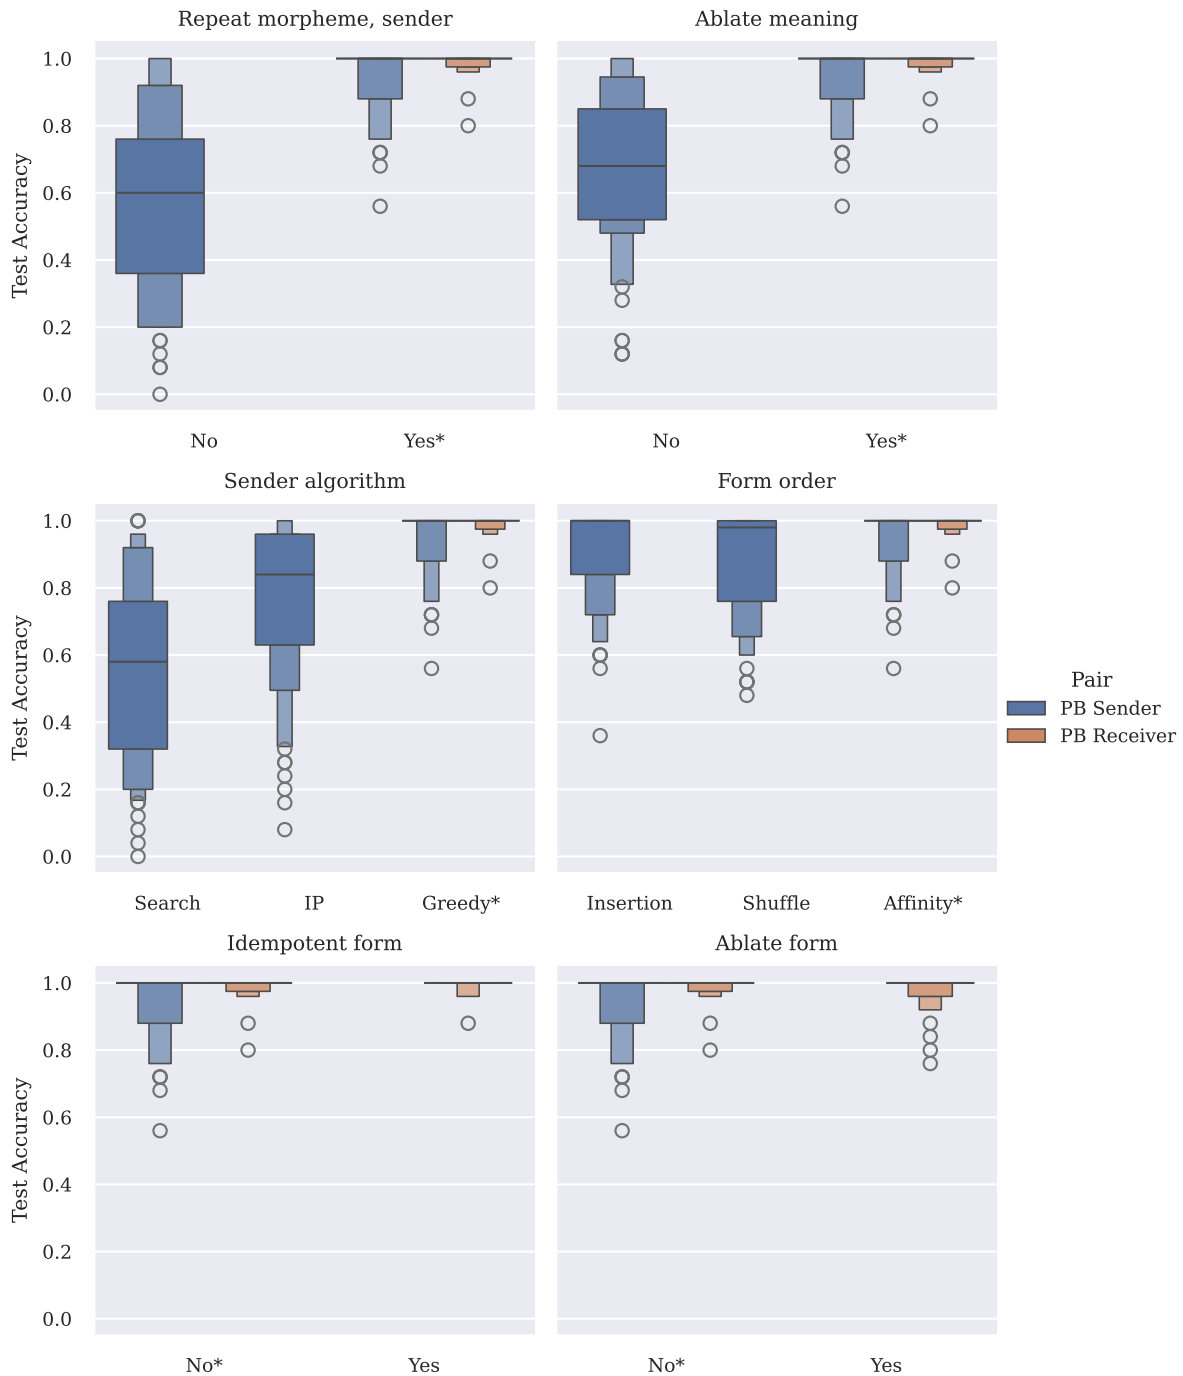 Repeat morpheme, sender
Ablate meaning
Test Accuracy
1.0
0.8
0.6
0.4
0.2
0.0
No
Yes*
No
Yes*
Sender algorithm
Form order
Test Accuracy
1.0
0.8
0.6
0.4
0.2
0.0
Search
IP
Greedy*
Insertion
Shuffle
Affinity*
Pair
PB Sender
PB Receiver
Idempotent form
Ablate form
Test Accuracy
1.0
0.8
0.6
0.4
0.2
0.0
No*
Yes
No*
Yes